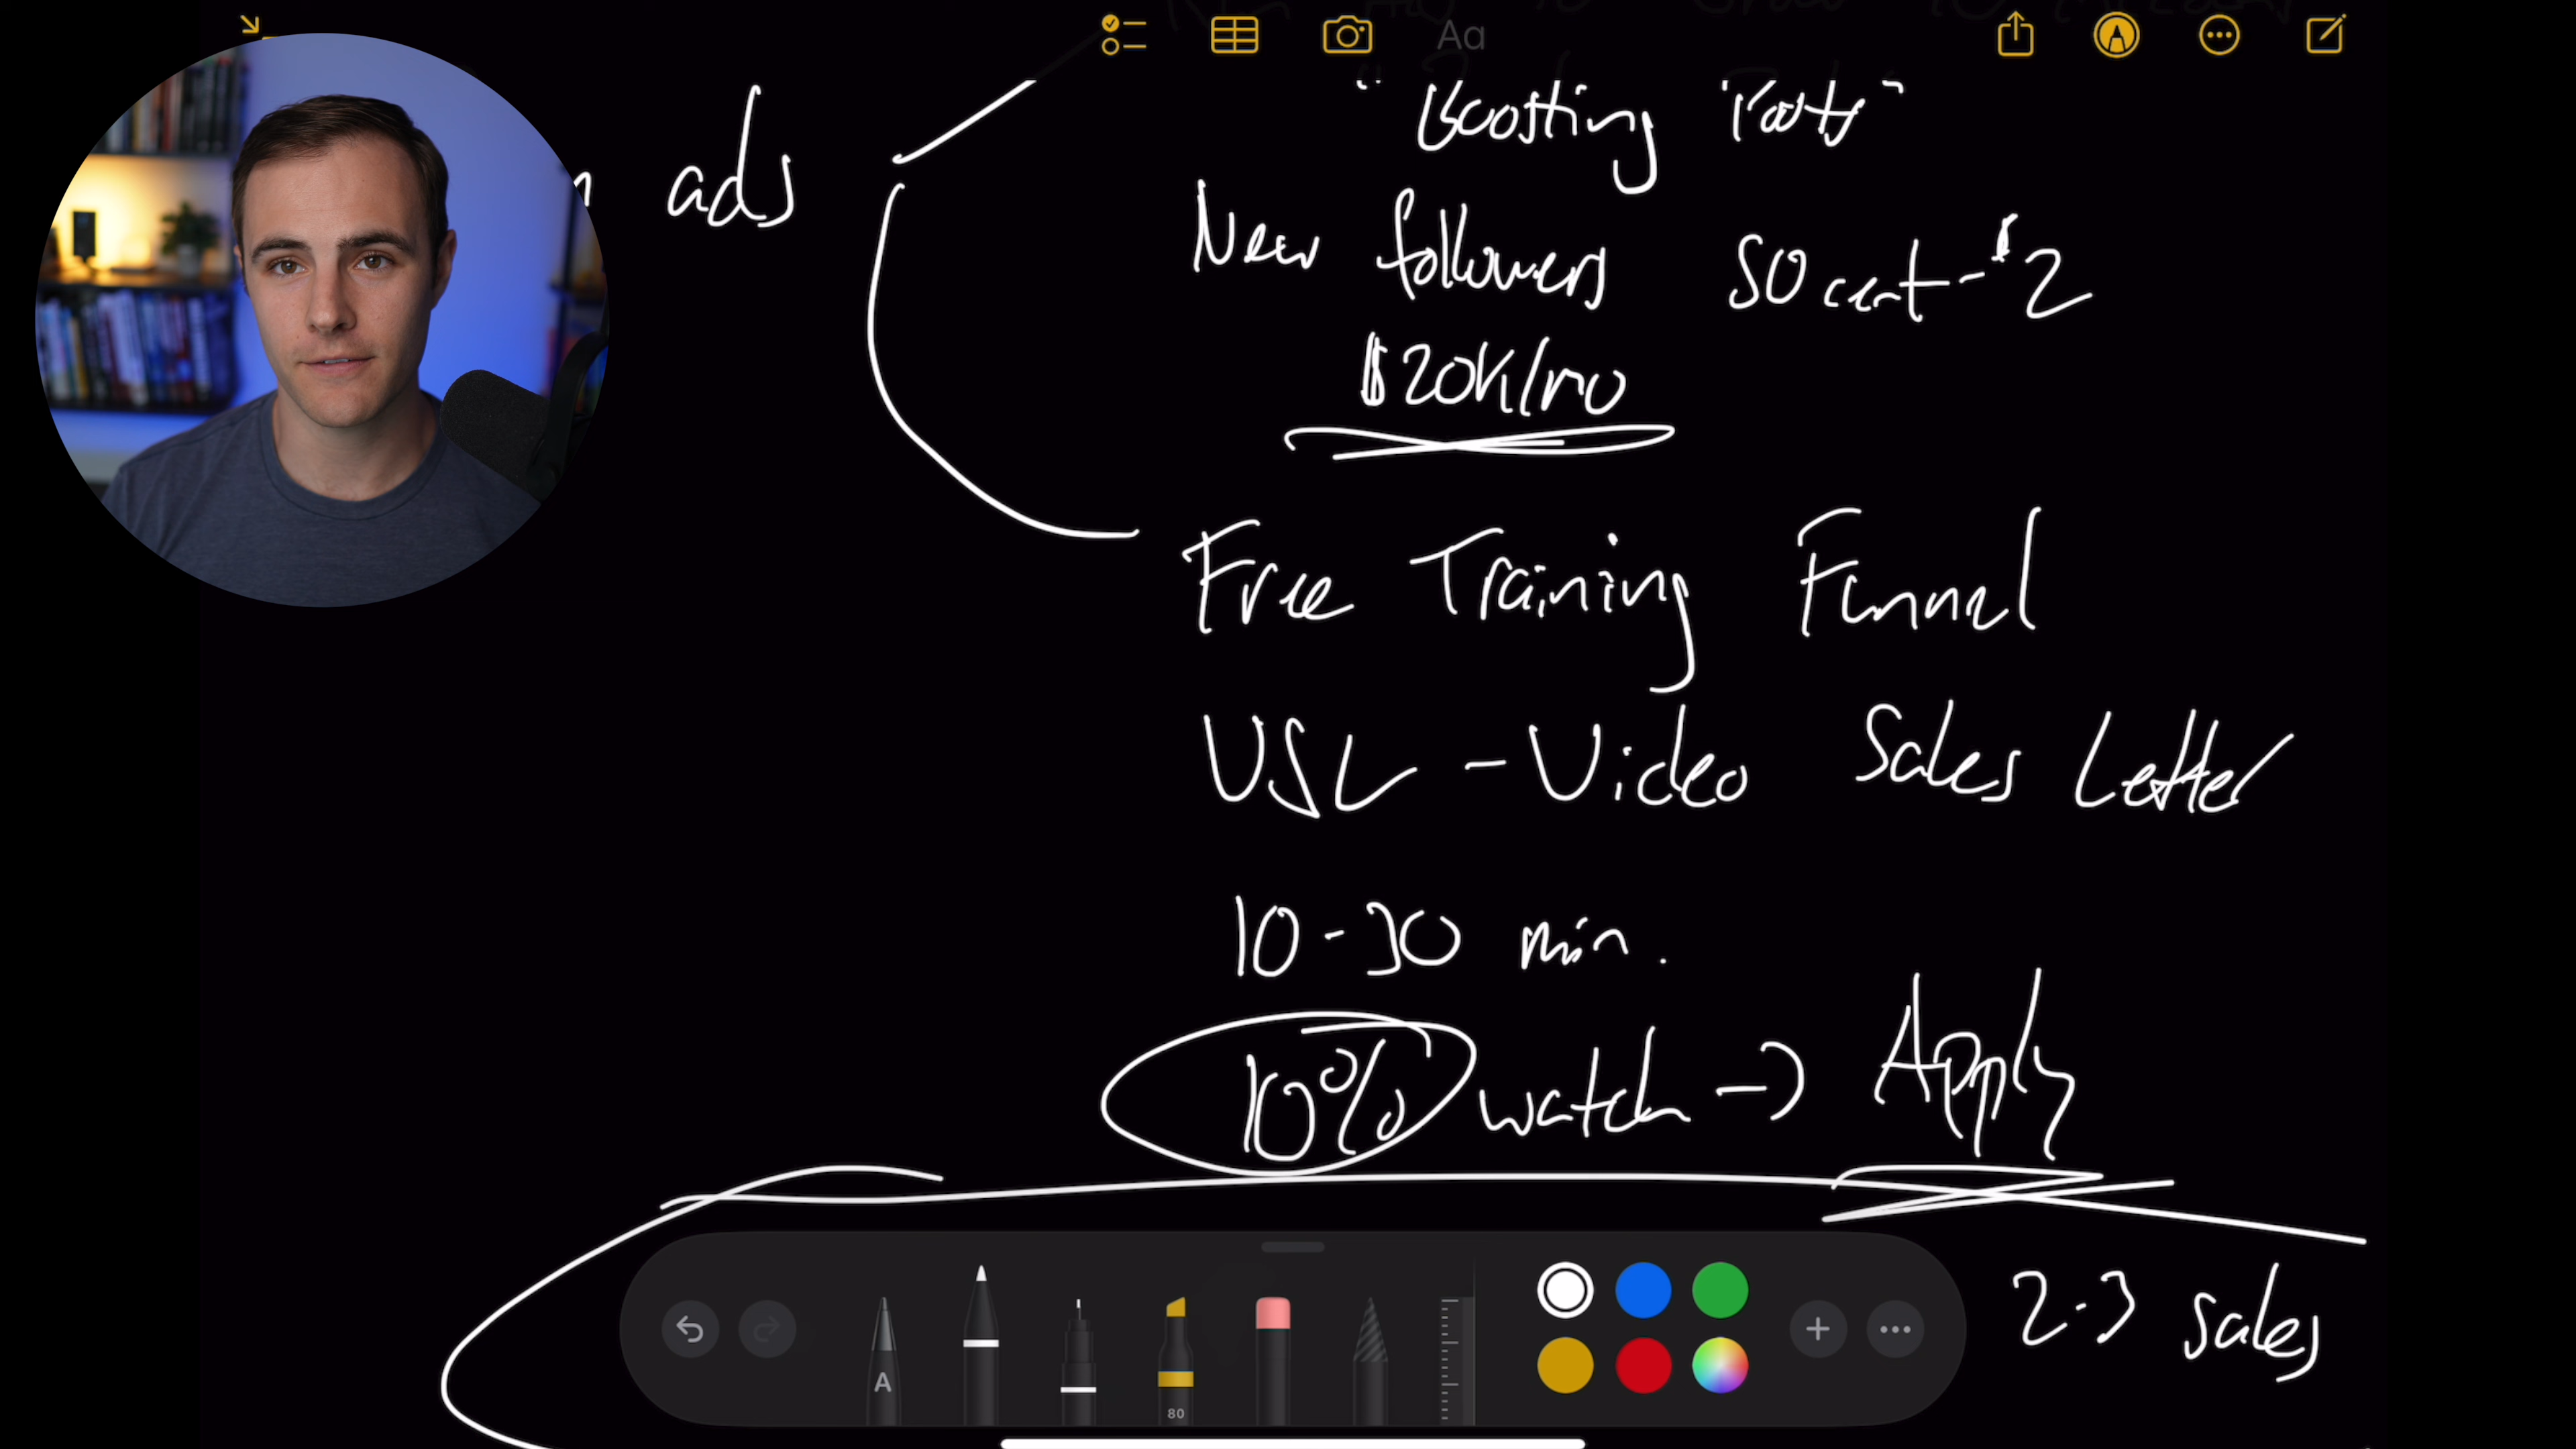 Aa
"Boosting Posts"
n ads
New followers 50 cent - $2
$20K/mo
Free Training Funnel
VSL - Video Sales Letter
10-30 min.
10% watch -> Apply
2-3 sales
A
80